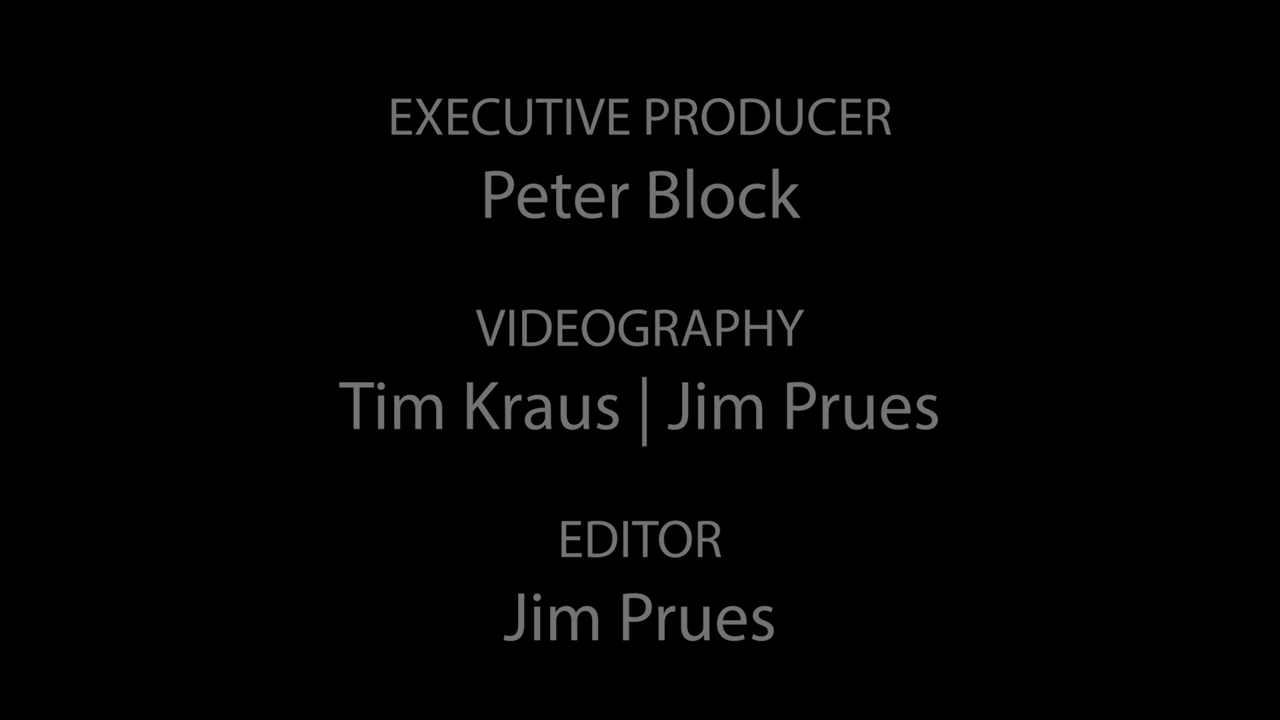 EXECUTIVE PRODUCER
Peter Block
VIDEOGRAPHY
Tim Kraus | Jim Prues
EDITOR
Jim Prues